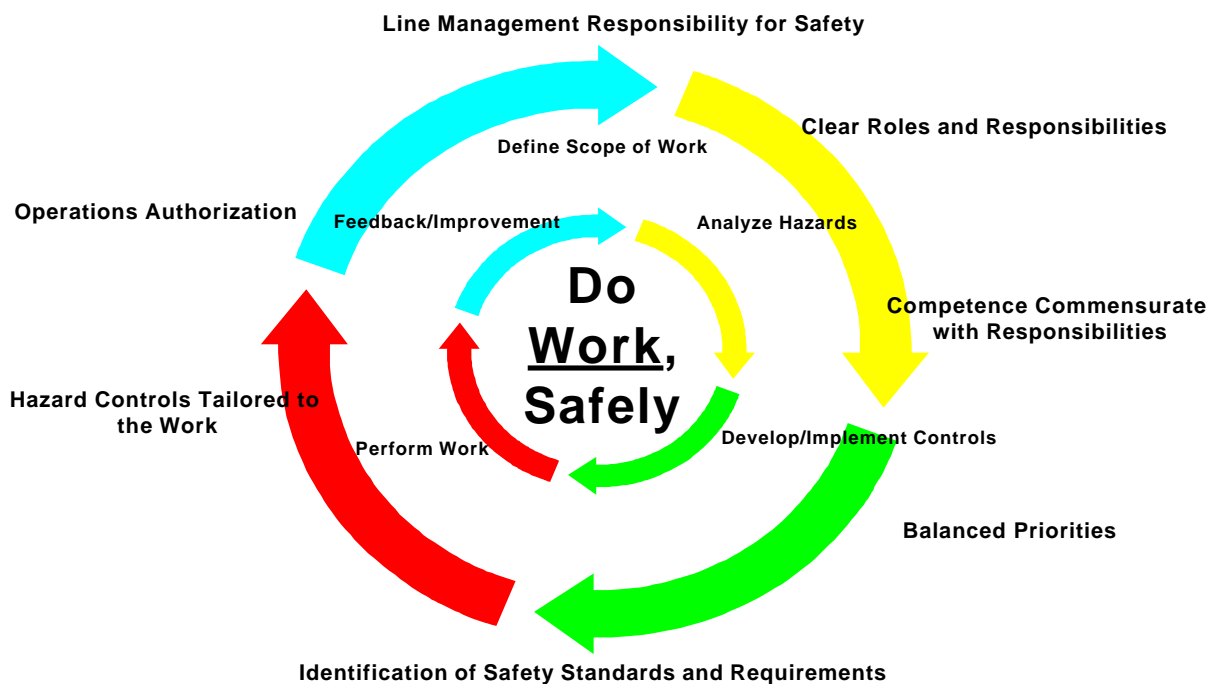 Line Management Responsibility for Safety
Clear Roles and Responsibilities
Define Scope of Work
Operations Authorization
Feedback/Improvement
Analyze Hazards
Do
Work,
Safely
Competence Commensurate
with Responsibilities
Hazard Controls Tailored to
the Work
Perform Work
Develop/Implement Controls
Balanced Priorities
Identification of Safety Standards and Requirements